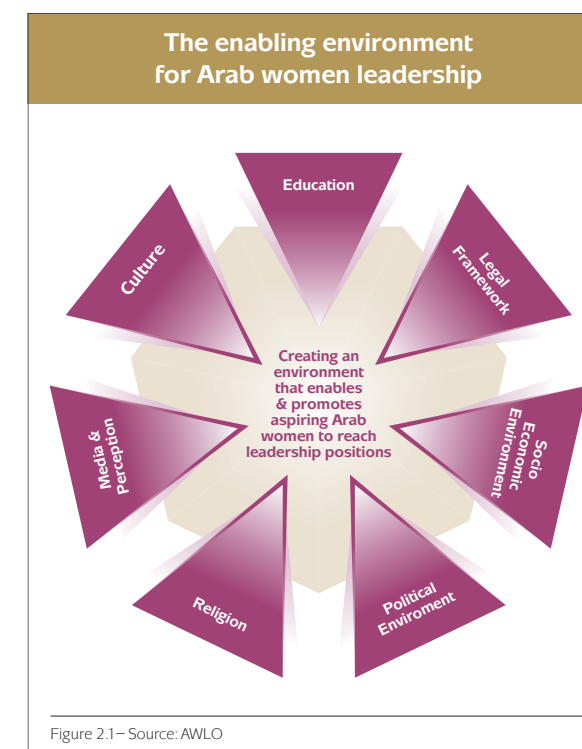 The enabling environment
for Arab women leadership
Education
Legal
Framework
Socio
Economic
Environment
Political
Enviroment
Religion
Media &
Perception
Culture
Creating an
environment
that enables
& promotes
aspiring Arab
women to reach
leadership positions
Figure 2.1– Source: AWLO